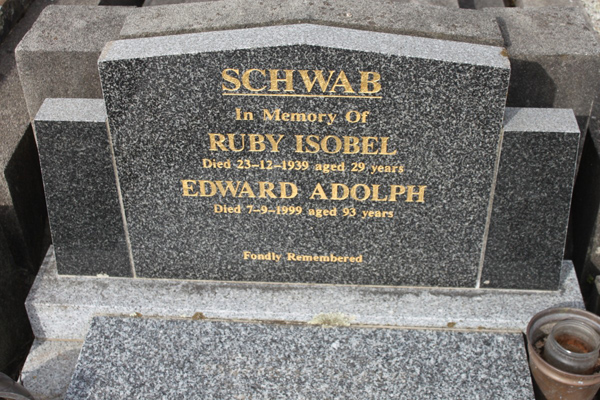 SCHWAB
In Memory Of
RUBY ISOBEL
Died 23-12-1939 aged 29 years
EDWARD ADOLPH
Died 7-9-1999 aged 93 years
Fondly Remembered